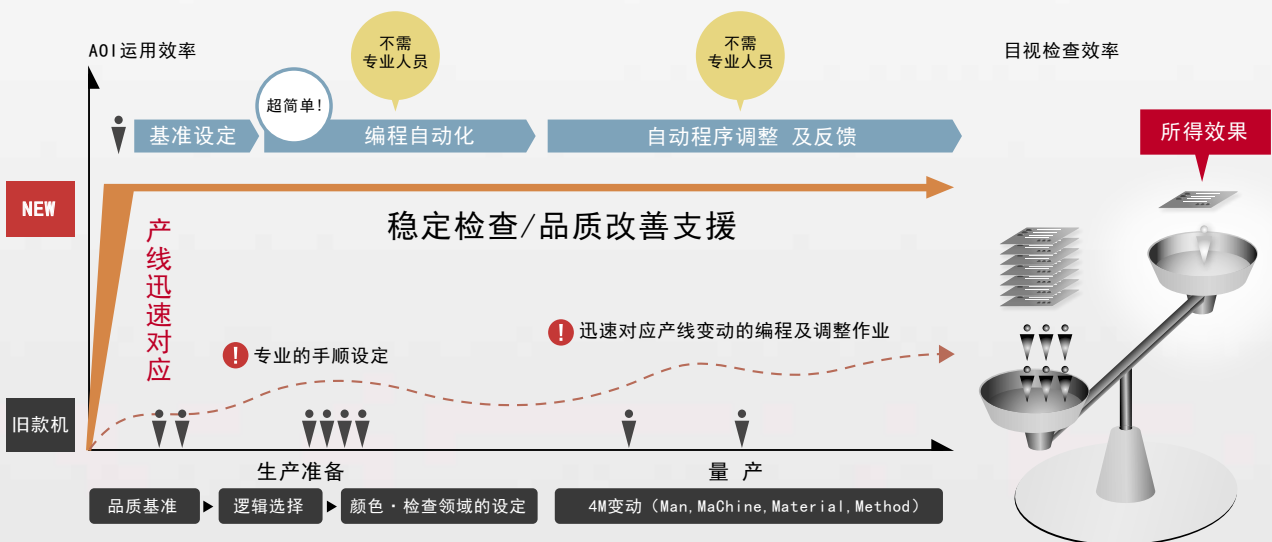 AOI运用效率
目视检查效率
不需
专业人员
不需
专业人员
超简单!
基准设定
编程自动化
自动程序调整 及反馈
所得效果
NEW
稳定检查/品质改善支援
产线迅速对应
! 迅速对应产线变动的编程及调整作业
! 专业的手顺设定
旧款机
生产准备
量 产
品质基准
逻辑选择
颜色·检查领域的设定
4M变动（Man,MaChine,Material,Method）